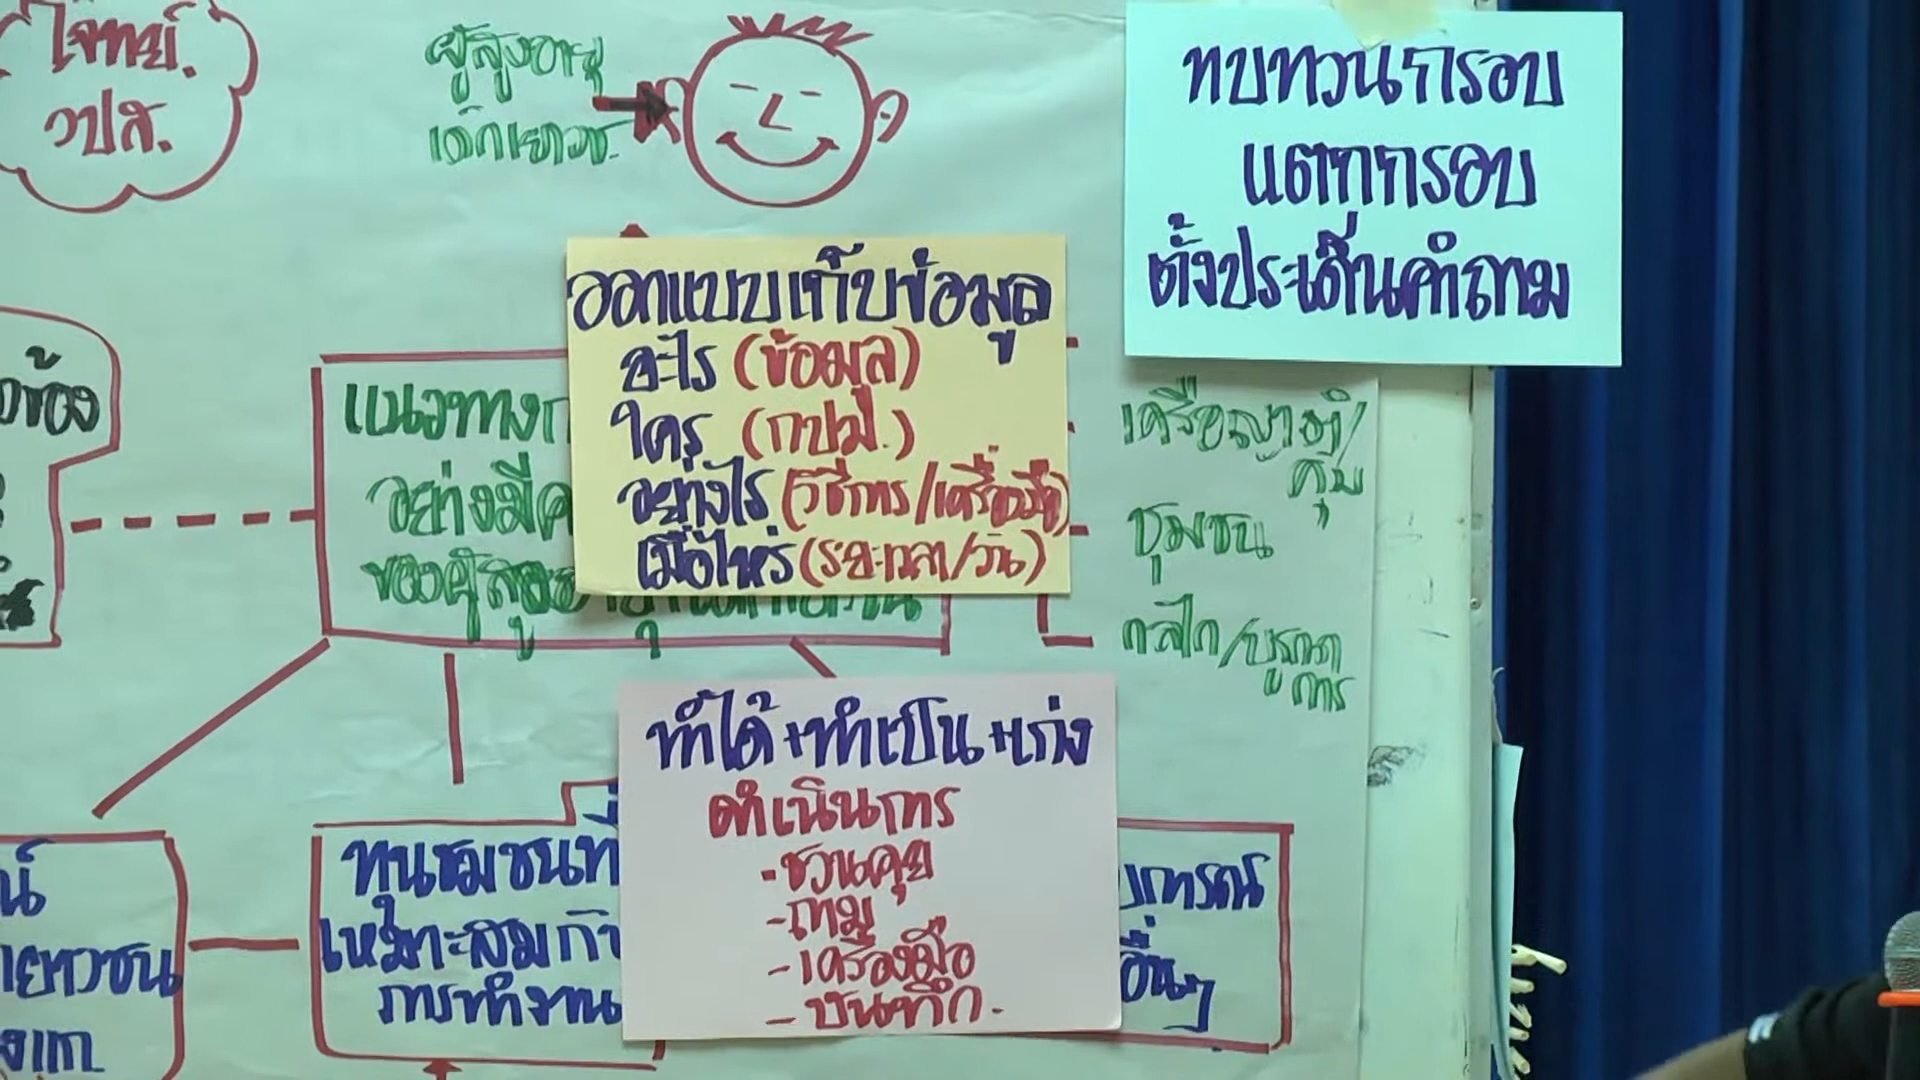 โจทย์.
วปส.
ผู้สูงอายุ
เด็กเยาวช.
ทบทวนกรอบ
แตกกรอบ
ตั้งประเด็นคำถาม
ออกแบบเก็บข้อมูล
อะไร (ข้อมูล)
ใคร (กปม.)
อย่างไร (วิธีการ/เครื่องมือ)
เมื่อไหร่ (ระยะเวลา/วัน)
แนวทางก
อย่างมีค
ของผู้สูงอายุ
เครือญาติ/
คุ้ม
ชุมชน
กลไก/บูรณา
การ
ทำได้+ทำเป็น+เก่ง
ดำเนินการ
-ชวนคุย
-ถาม
-เครื่องมือ
-บันทึก.
ทุนชุมชนที่
เหมาะสมกับ
การทำงาน
อื่นๆ